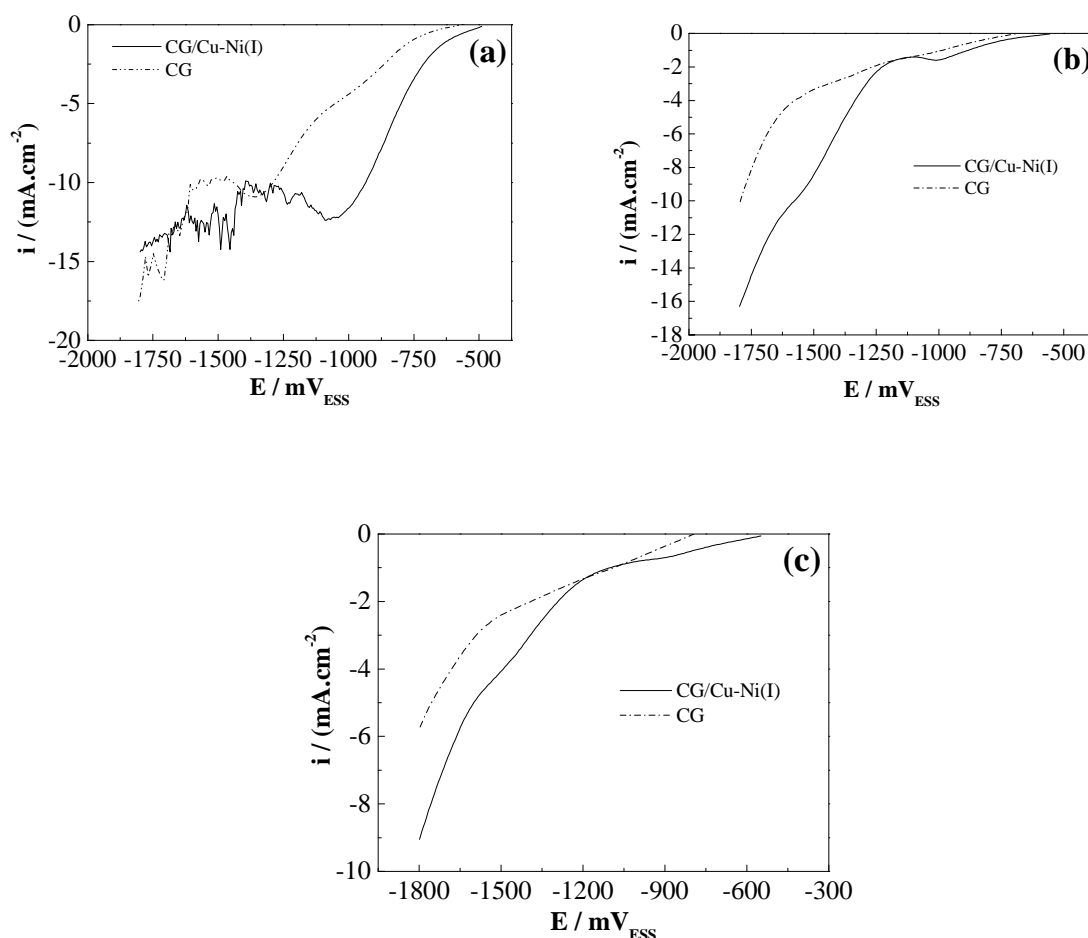 (a)
CG/Cu-Ni(I)
CG
0
-5
-10
-15
-20
i / (mA.cm-2)
-2000 -1750 -1500 -1250 -1000 -750 -500
E / mVESS
(b)
CG/Cu-Ni(I)
CG
0
-2
-4
-6
-8
-10
-12
-14
-16
-18
i / (mA.cm-2)
-2000 -1750 -1500 -1250 -1000 -750 -500
E / mVESS
(c)
CG/Cu-Ni(I)
CG
0
-2
-4
-6
-8
-10
i / (mA.cm-2)
-1800 -1500 -1200 -900 -600 -300
E / mVESS